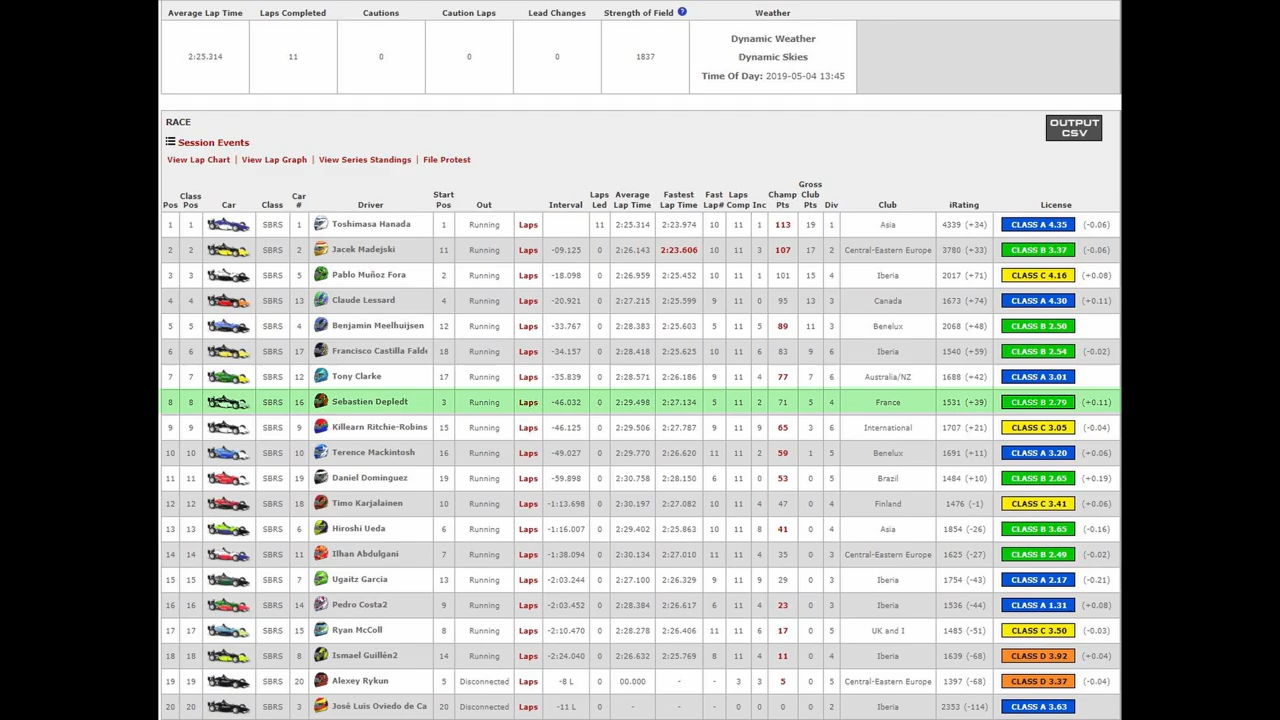 Average Lap Time Laps Completed Cautions Caution Laps Lead Changes Strength of Field ? Weather
2:25.314 11 0 0 0 1837 Dynamic Weather
Dynamic Skies
Time Of Day: 2019-05-04 13:45
RACE
OUTPUT CSV
Session Events
View Lap Chart | View Lap Graph | View Series Standings | File Protest
Pos Class Pos Car Class Car # Driver Start Pos Out Interval Laps Led Average Lap Time Fastest Lap Time Fast Lap# Laps Comp Inc Champ Pts Gross Club Pts Div Club iRating License
1 1 SBRS 1 Toshimasa Hanada 1 Running Laps 11 2:25.314 2:23.974 10 11 1 113 19 1 Asia 4339 (+34) CLASS A 4.35 (-0.06)
2 2 SBRS 2 Jacek Madejski 11 Running Laps -09.125 0 2:26.143 2:23.606 10 11 1 107 17 2 Central-Eastern Europe 3780 (+33) CLASS B 3.37 (-0.06)
3 3 SBRS 5 Pablo Muñoz Fora 2 Running Laps -18.098 0 2:26.959 2:25.452 10 11 1 101 15 4 Iberia 2017 (+71) CLASS C 4.16 (+0.08)
4 4 SBRS 13 Claude Lessard 4 Running Laps -20.921 0 2:27.213 2:25.599 9 11 0 95 13 3 Canada 1673 (+74) CLASS A 4.30 (+0.11)
5 5 SBRS 4 Benjamin Meelhuijsen 12 Running Laps -33.767 0 2:28.383 2:25.603 5 11 5 89 11 3 Benelux 2068 (+48) CLASS B 2.50
6 6 SBRS 17 Francisco Castilla Falde 18 Running Laps -34.157 0 2:28.418 2:25.625 10 11 6 83 9 6 Iberia 1540 (+59) CLASS B 2.54 (-0.02)
7 7 SBRS 12 Tony Clarke 17 Running Laps -35.839 0 2:28.571 2:26.186 9 11 4 77 7 6 Australia/NZ 1688 (+42) CLASS A 3.01
8 8 SBRS 16 Sebastien Depledt 3 Running Laps -46.032 0 2:29.498 2:27.134 5 11 2 71 5 4 France 1531 (+39) CLASS B 2.79 (+0.11)
9 9 SBRS 9 Killearn Ritchie-Robins 15 Running Laps -46.125 0 2:29.506 2:27.787 9 11 9 65 3 6 International 1707 (+21) CLASS C 3.05 (-0.04)
10 10 SBRS 10 Terence Mackintosh 16 Running Laps -49.027 0 2:29.770 2:26.620 11 11 2 59 1 5 Benelux 1691 (+11) CLASS A 3.20 (+0.06)
11 11 SBRS 19 Daniel Dominguez 19 Running Laps -59.898 0 2:30.758 2:28.150 6 11 0 53 0 5 Brazil 1484 (+10) CLASS B 2.65 (+0.19)
12 12 SBRS 18 Timo Karjalainen 10 Running Laps -1:13.698 0 2:30.197 2:27.082 10 11 4 47 0 4 Finland 1476 (-1) CLASS C 3.41 (+0.06)
13 13 SBRS 6 Hiroshi Ueda 6 Running Laps -1:16.007 0 2:29.402 2:25.863 10 11 8 41 0 4 Asia 1854 (-26) CLASS B 3.65 (-0.16)
14 14 SBRS 11 Ilhan Abdulgani 7 Running Laps -1:38.094 0 2:30.132 2:27.010 11 11 4 35 0 3 Central-Eastern Europe 1625 (-27) CLASS B 2.49
15 15 SBRS Ugaitz Garcia 13 Running Laps -2:03.244 0 2:27.100 2:26.329 9 11 29 0 3 Iberia 1754 (-43) CLASS A 2.17 (-0.21)
16 16 SBRS 14 Pedro Costa2 9 Running Laps -2:03.452 0 2:28.384 2:26.617 6 11 4 23 0 3 Iberia 1536 (-44) CLASS A 1.31 (+0.08)
17 17 SBRS 15 Ryan McColl 8 Running Laps -2:10.470 0 2:28.278 2:26.406 11 11 6 17 0 5 UK and I 1485 (-51) CLASS C 3.50 (-0.03)
18 18 SBRS 8 Ismael Guillén2 14 Running Laps -2:24.040 0 2:26.632 2:25.769 8 11 4 11 0 4 Iberia 1639 (-68) CLASS D 3.92 (+0.04)
19 19 SBRS 20 Alexey Rykun 5 Disconnected Laps -8 L 0 00.000 - - 3 3 5 0 5 Central-Eastern Europe 1397 (-68) CLASS D 3.37 (-0.04)
20 20 SBRS José Luis Oviedo de Ca 20 Disconnected Laps -11 L 0 - - - 0 0 0 0 2 Iberia 2353 (-114) CLASS A 3.63